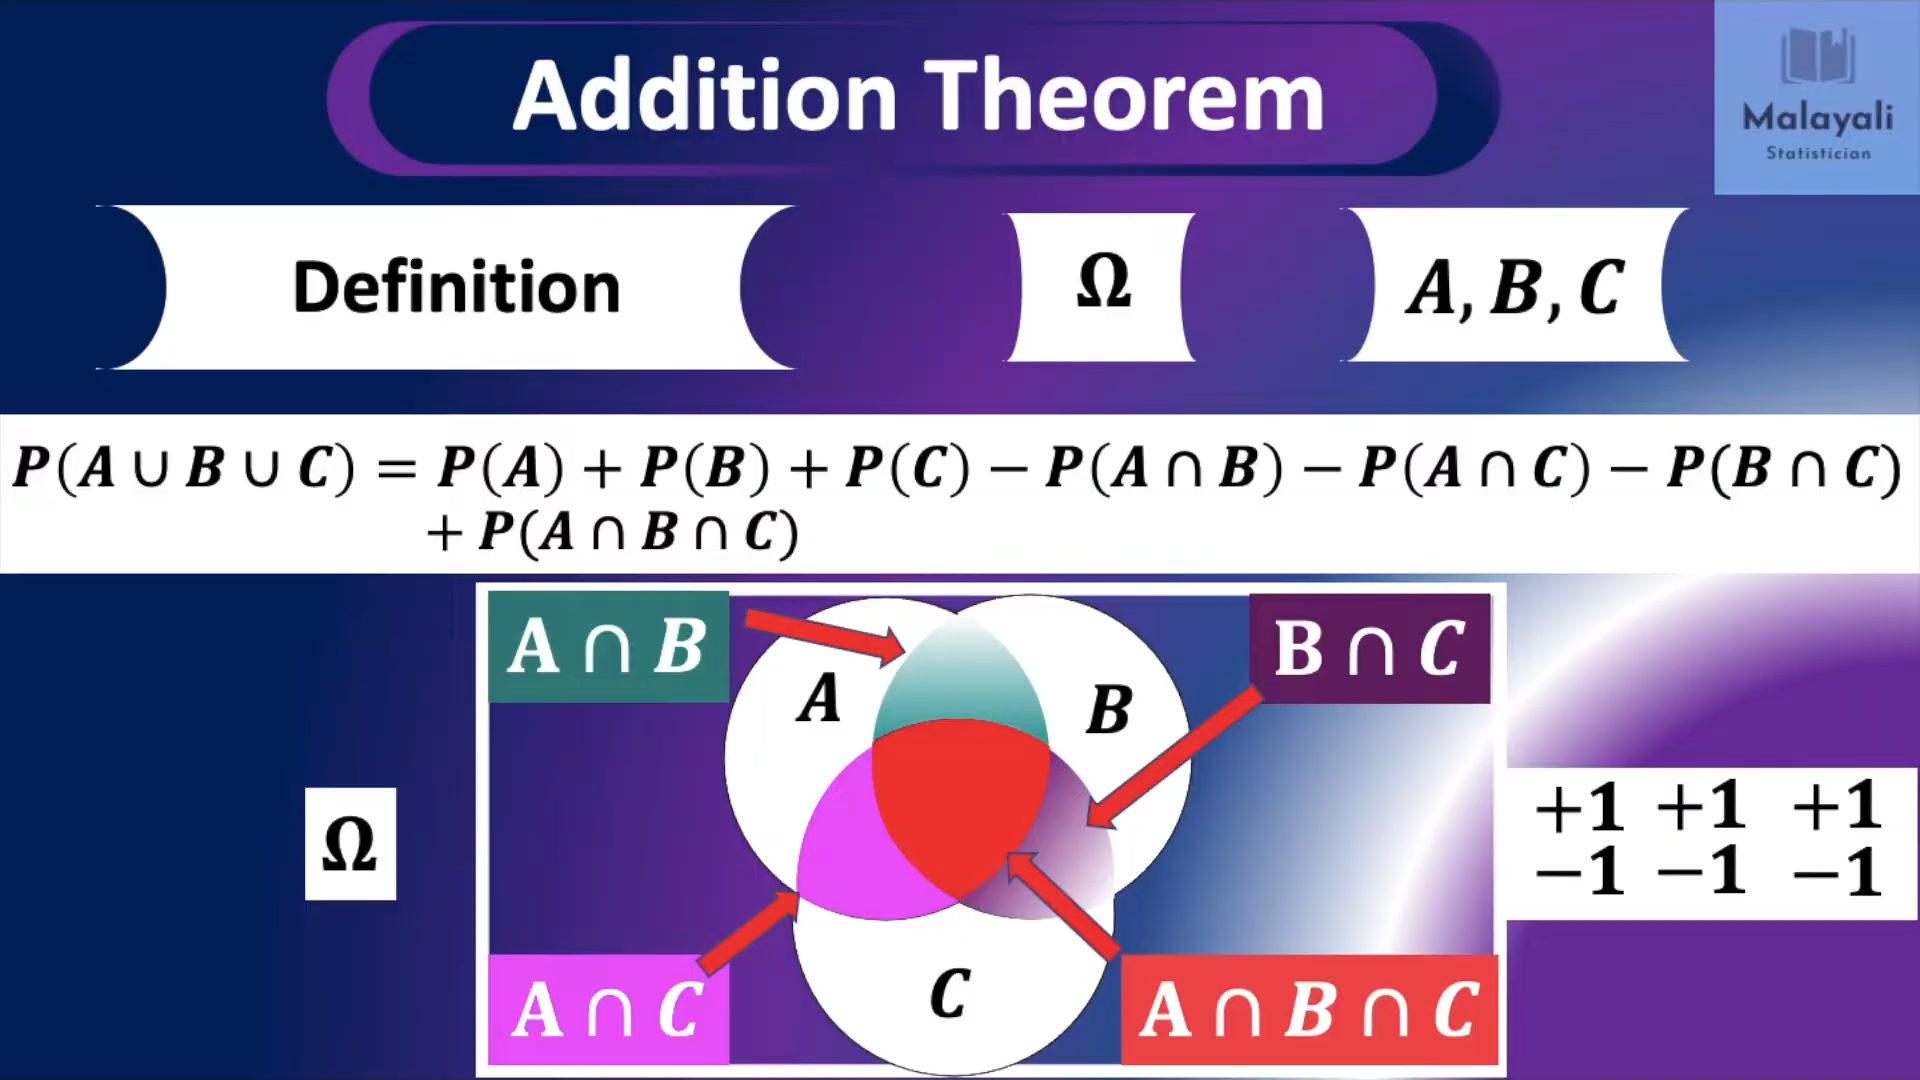 Addition Theorem
Malayali
Statistician
Definition
Ω
A, B, C
P(A ∪ B ∪ C) = P(A) + P(B) + P(C) − P(A ∩ B) − P(A ∩ C) − P(B ∩ C)
+ P(A ∩ B ∩ C)
A ∩ B
B ∩ C
A
B
Ω
+1 +1 +1
−1 −1 −1
A ∩ C
C
A ∩ B ∩ C